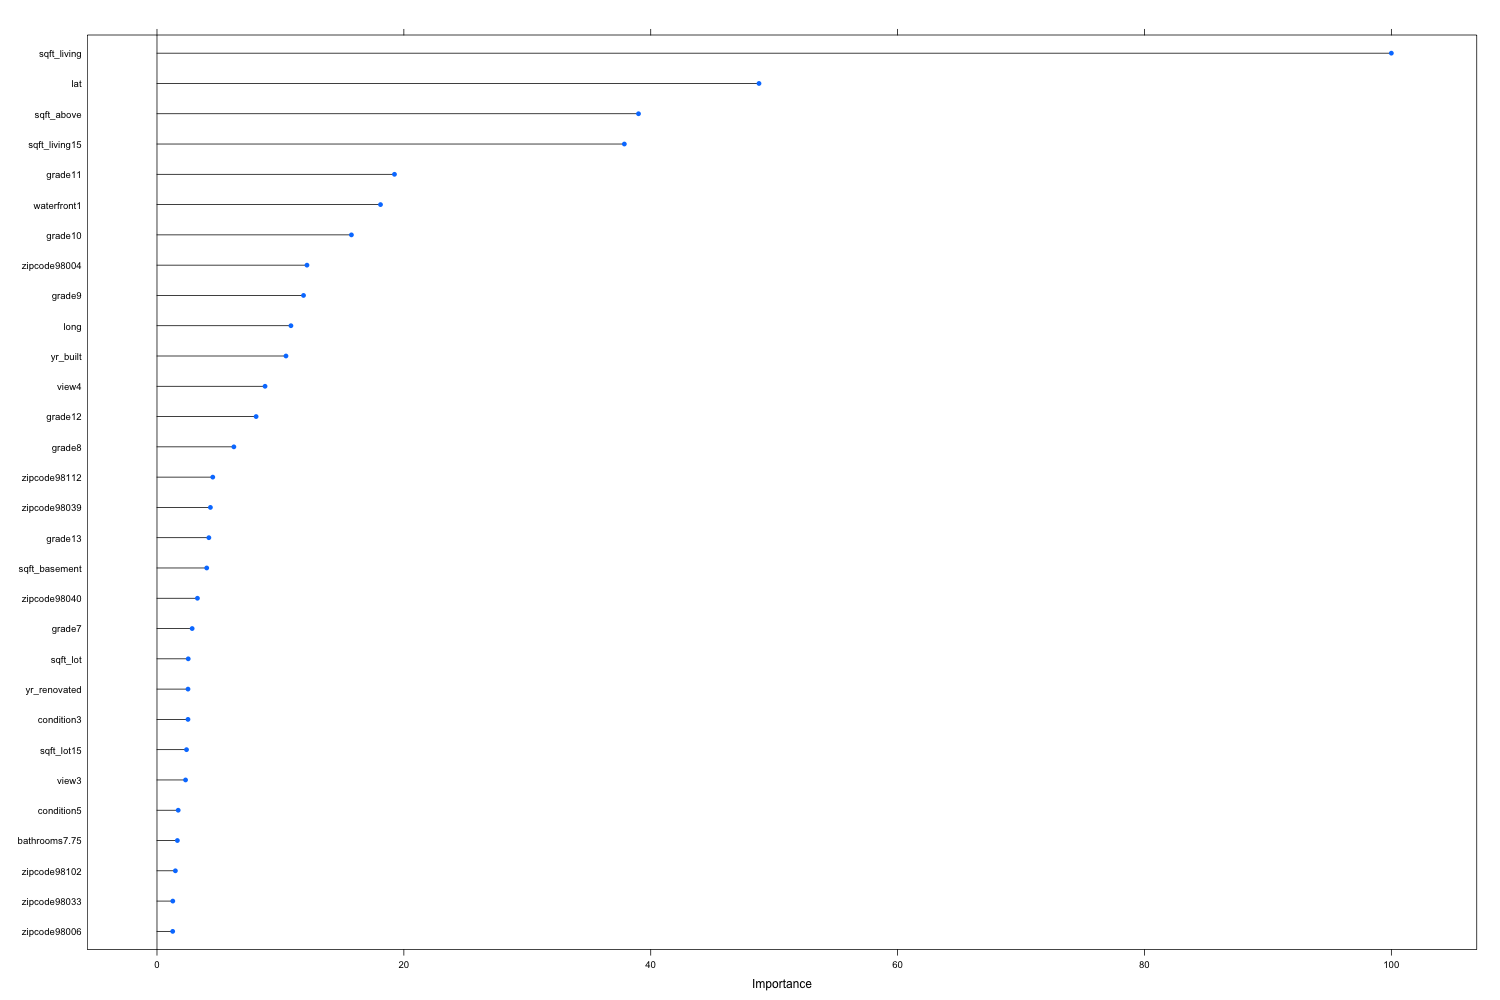 sqft_living
lat
sqft_above
sqft_living15
grade11
waterfront1
grade10
zipcode98004
grade9
long
yr_built
view4
grade12
grade8
zipcode98112
zipcode98039
grade13
sqft_basement
zipcode98040
grade7
sqft_lot
yr_renovated
condition3
sqft_lot15
view3
condition5
bathrooms7.75
zipcode98102
zipcode98033
zipcode98006
0 20 40 60 80 100
Importance